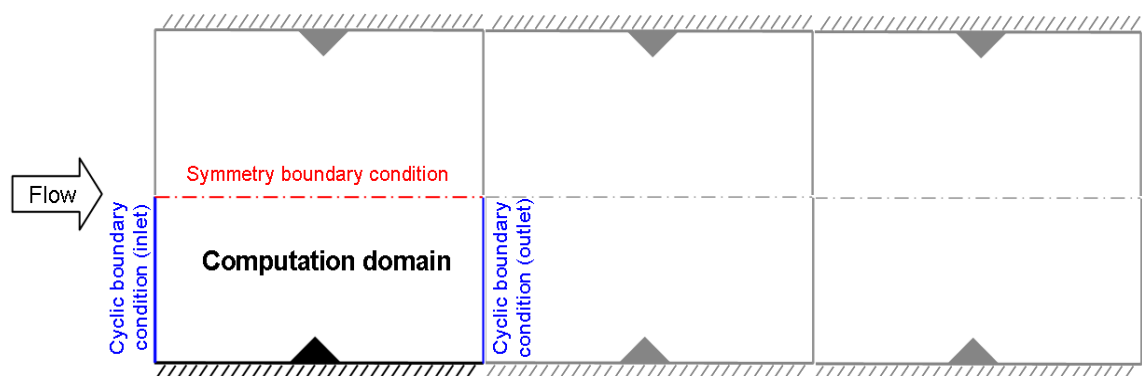 Symmetry boundary condition
Flow
Cyclic boundary
condition (inlet)
Computation domain
Cyclic boundary
condition (outlet)